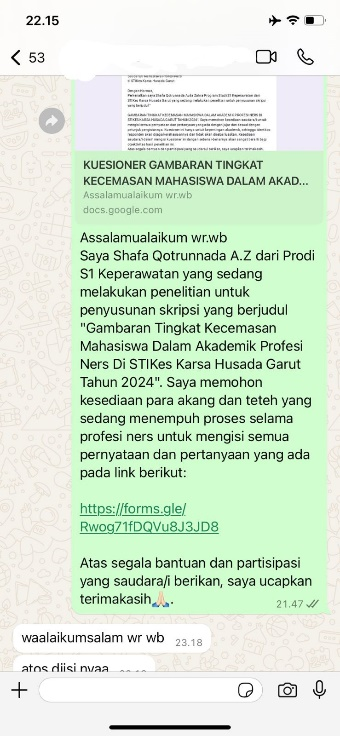 22.15
53
KUESIONER GAMBARAN TINGKAT
KECEMASAN MAHASISWA DALAM AKAD...
Assalamualaikum wr.wb
docs.google.com
Assalamualaikum wr.wb
Saya Shafa Qotrunnada A.Z dari Prodi
S1 Keperawatan yang sedang
melakukan penelitian untuk
penyusunan skripsi yang berjudul
"Gambaran Tingkat Kecemasan
Mahasiswa Dalam Akademik Profesi
Ners Di STIKes Karsa Husada Garut
Tahun 2024". Saya memohon
kesediaan para akang dan teteh yang
sedang menempuh proses selama
profesi ners untuk mengisi semua
pernyataan dan pertanyaan yang ada
pada link berikut:
https://forms.gle/
Rwog71fDQVu8J3JD8
Atas segala bantuan dan partisipasi
yang saudara/i berikan, saya ucapkan
terimakasih🙏🏻.
21.47
waalaikumsalam wr wb
23.18
atos diisi nyaa